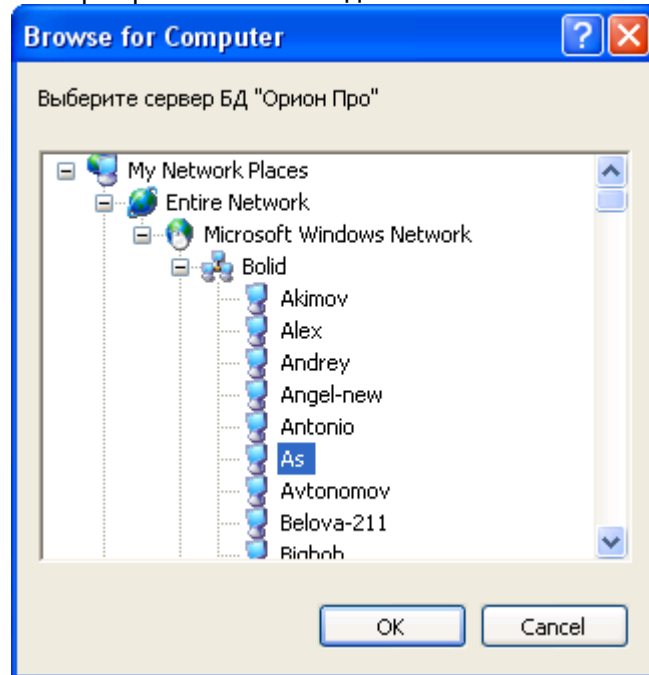 Browse for Computer
Выберите сервер БД "Орион Про"
My Network Places
Entire Network
Microsoft Windows Network
Bolid
Akimov
Alex
Andrey
Angel-new
Antonio
As
Avtonomov
Belova-211
Bigbob
OK
Cancel